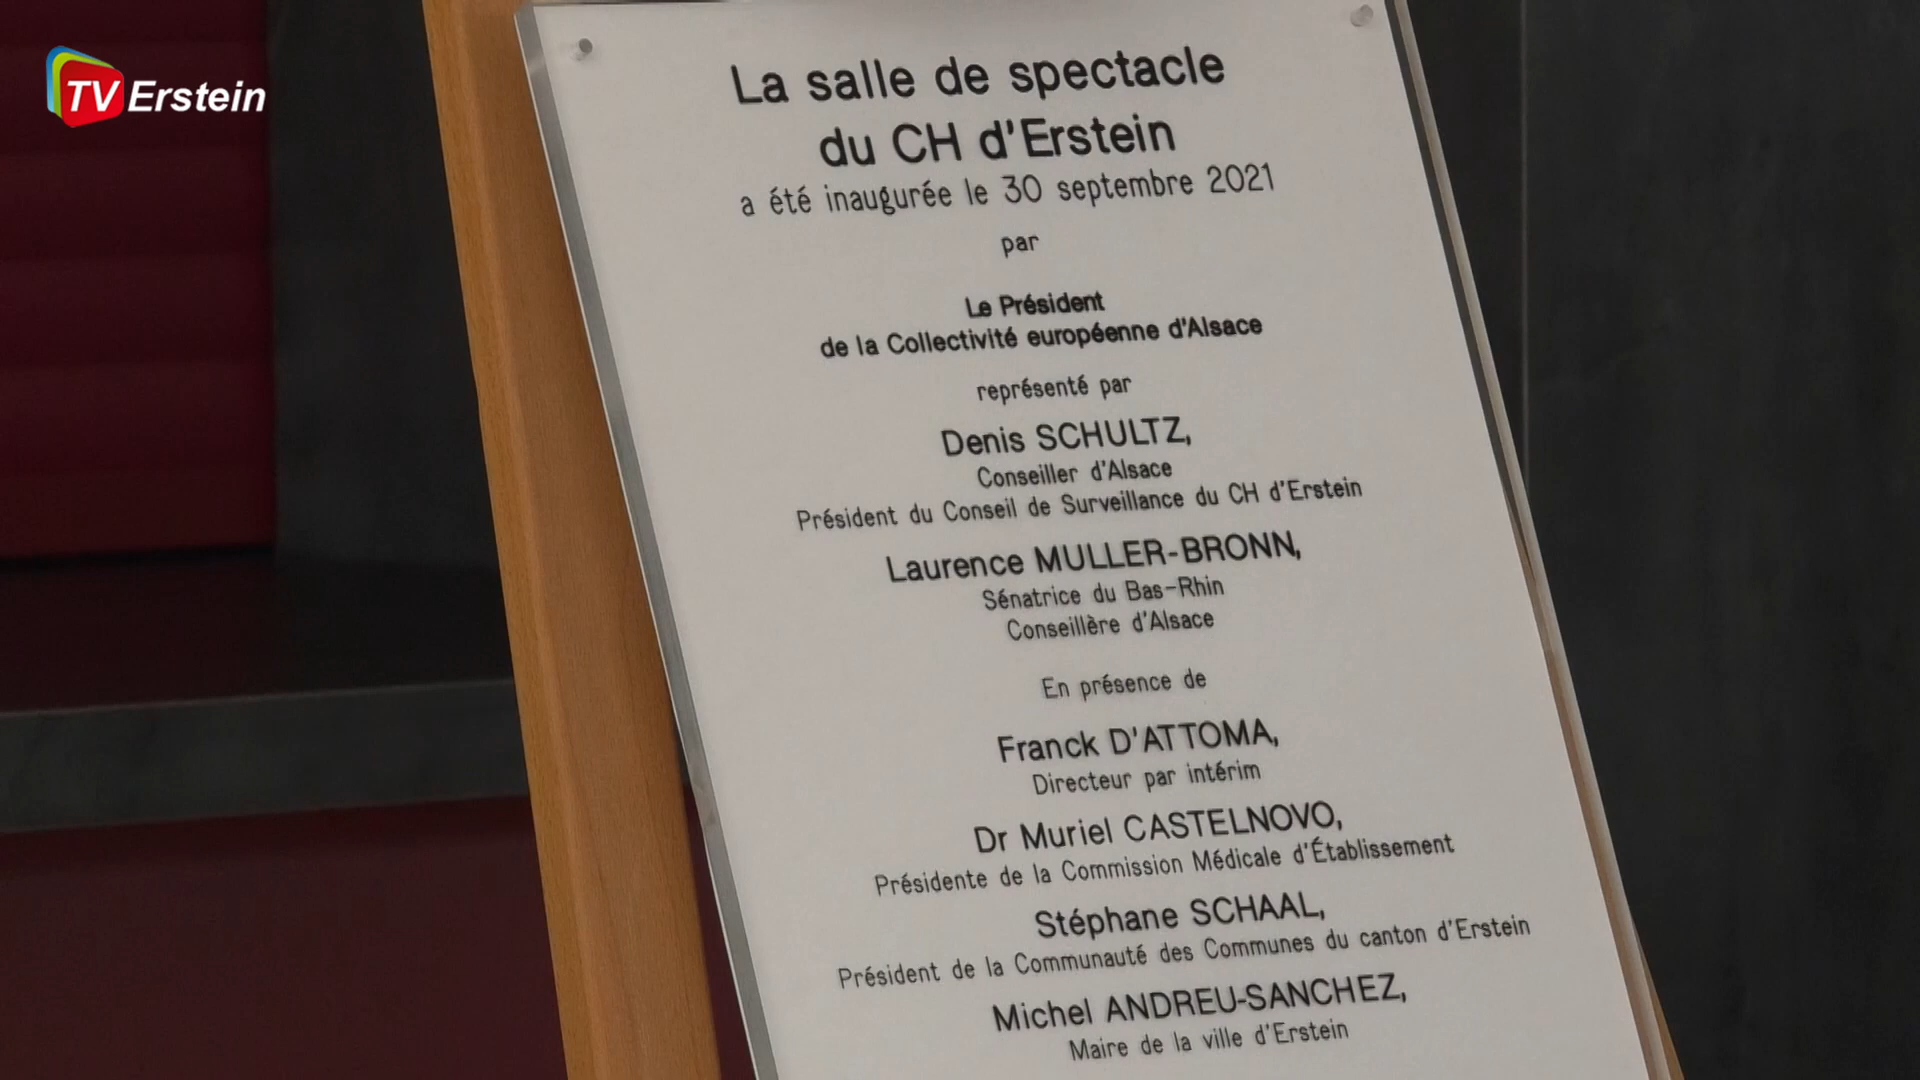 TV Erstein
La salle de spectacle
du CH d'Erstein
a été inaugurée le 30 septembre 2021
par
Le Président
de la Collectivité européenne d'Alsace
représenté par
Denis SCHULTZ,
Conseiller d'Alsace
Président du Conseil de Surveillance du CH d'Erstein
Laurence MULLER-BRONN,
Sénatrice du Bas-Rhin
Conseillère d'Alsace
En présence de
Franck D'ATTOMA,
Directeur par intérim
Dr Muriel CASTELNOVO,
Présidente de la Commission Médicale d'Établissement
Stéphane SCHAAL,
Président de la Communauté des Communes du canton d'Erstein
Michel ANDREU-SANCHEZ,
Maire de la ville d'Erstein